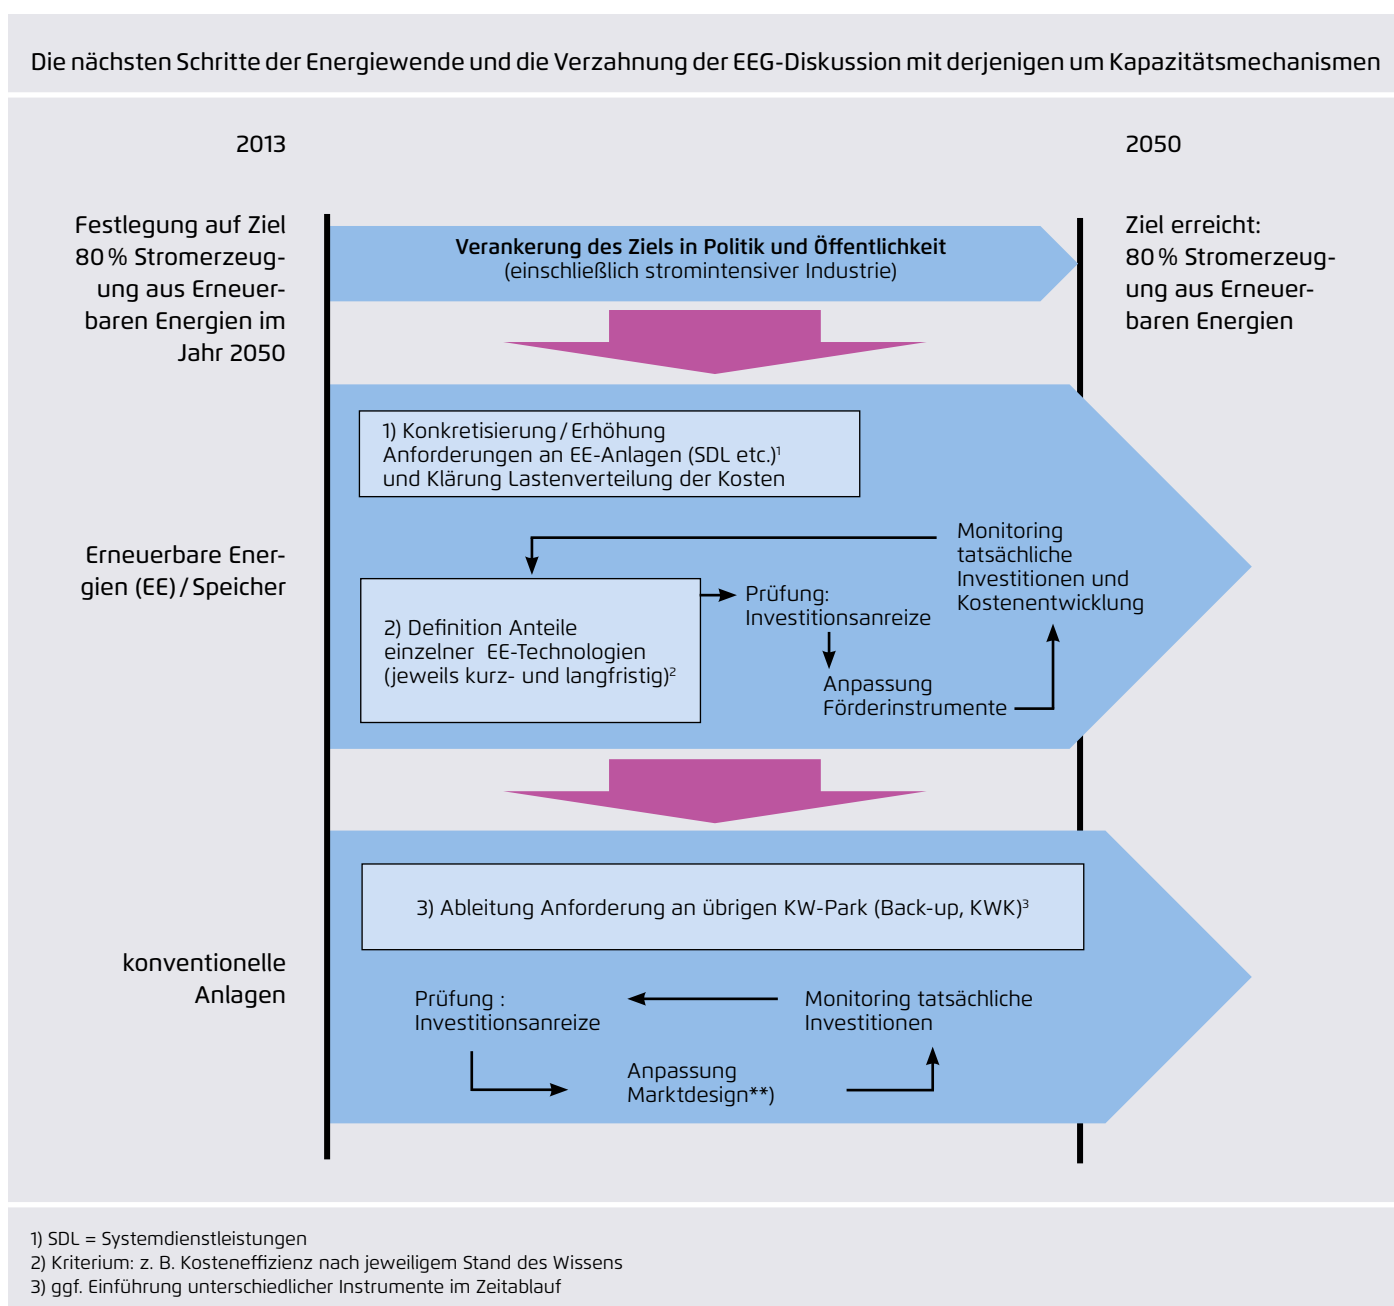 Die nächsten Schritte der Energiewende und die Verzahnung der EEG-Diskussion mit derjenigen um Kapazitätsmechanismen
2013
2050
Festlegung auf Ziel
80 % Stromerzeug-
ung aus Erneuer-
baren Energien im
Jahr 2050
Verankerung des Ziels in Politik und Öffentlichkeit
(einschließlich stromintensiver Industrie)
Ziel erreicht:
80 % Stromerzeug-
ung aus Erneuer-
baren Energien
Erneuerbare Ener-
gien (EE) / Speicher
1) Konkretisierung / Erhöhung
Anforderungen an EE-Anlagen (SDL etc.)¹
und Klärung Lastenverteilung der Kosten
Monitoring
tatsächliche
Investitionen und
Kostenentwicklung
2) Definition Anteile
einzelner EE-Technologien
(jeweils kurz- und langfristig)²
Prüfung:
Investitionsanreize
Anpassung
Förderinstrumente
konventionelle
Anlagen
3) Ableitung Anforderung an übrigen KW-Park (Back-up, KWK)³
Prüfung :
Investitionsanreize
Monitoring tatsächliche
Investitionen
Anpassung
Marktdesign**)
1) SDL = Systemdienstleistungen
2) Kriterium: z. B. Kosteneffizienz nach jeweiligem Stand des Wissens
3) ggf. Einführung unterschiedlicher Instrumente im Zeitablauf